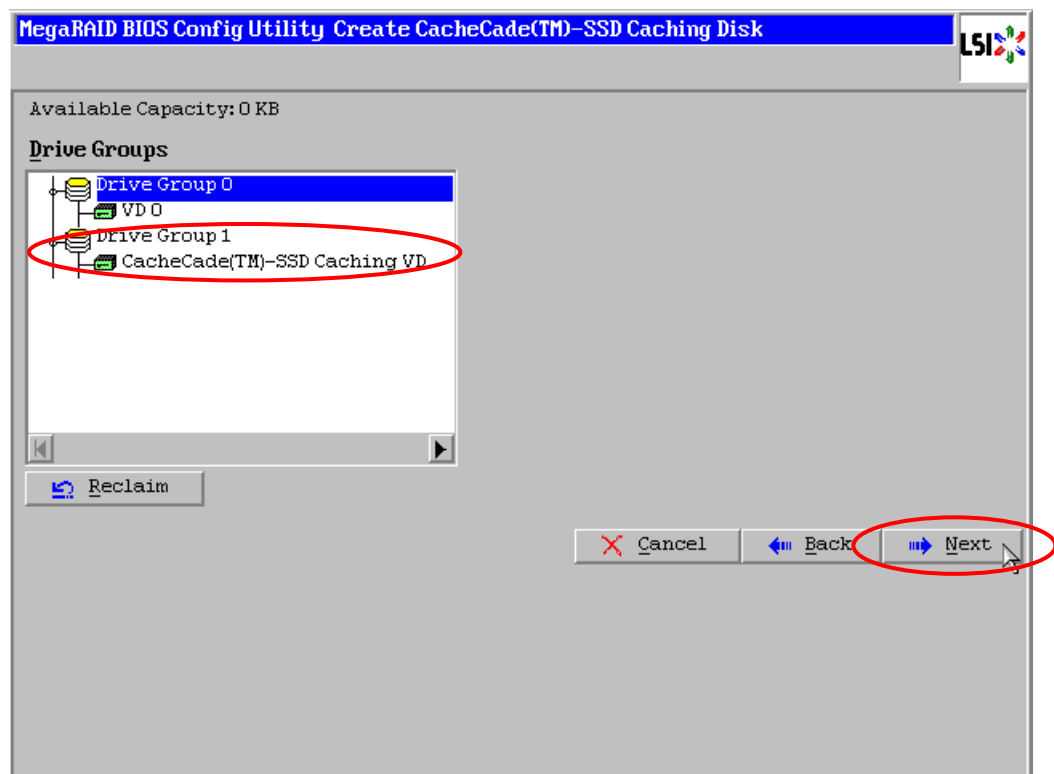 MegaRAID BIOS Config Utility Create CacheCade(TM)-SSD Caching Disk
LSI
Available Capacity: 0 KB
Drive Groups
Drive Group 0
VD 0
Drive Group 1
CacheCade(TM)-SSD Caching VD
Reclaim
Cancel
Back
Next